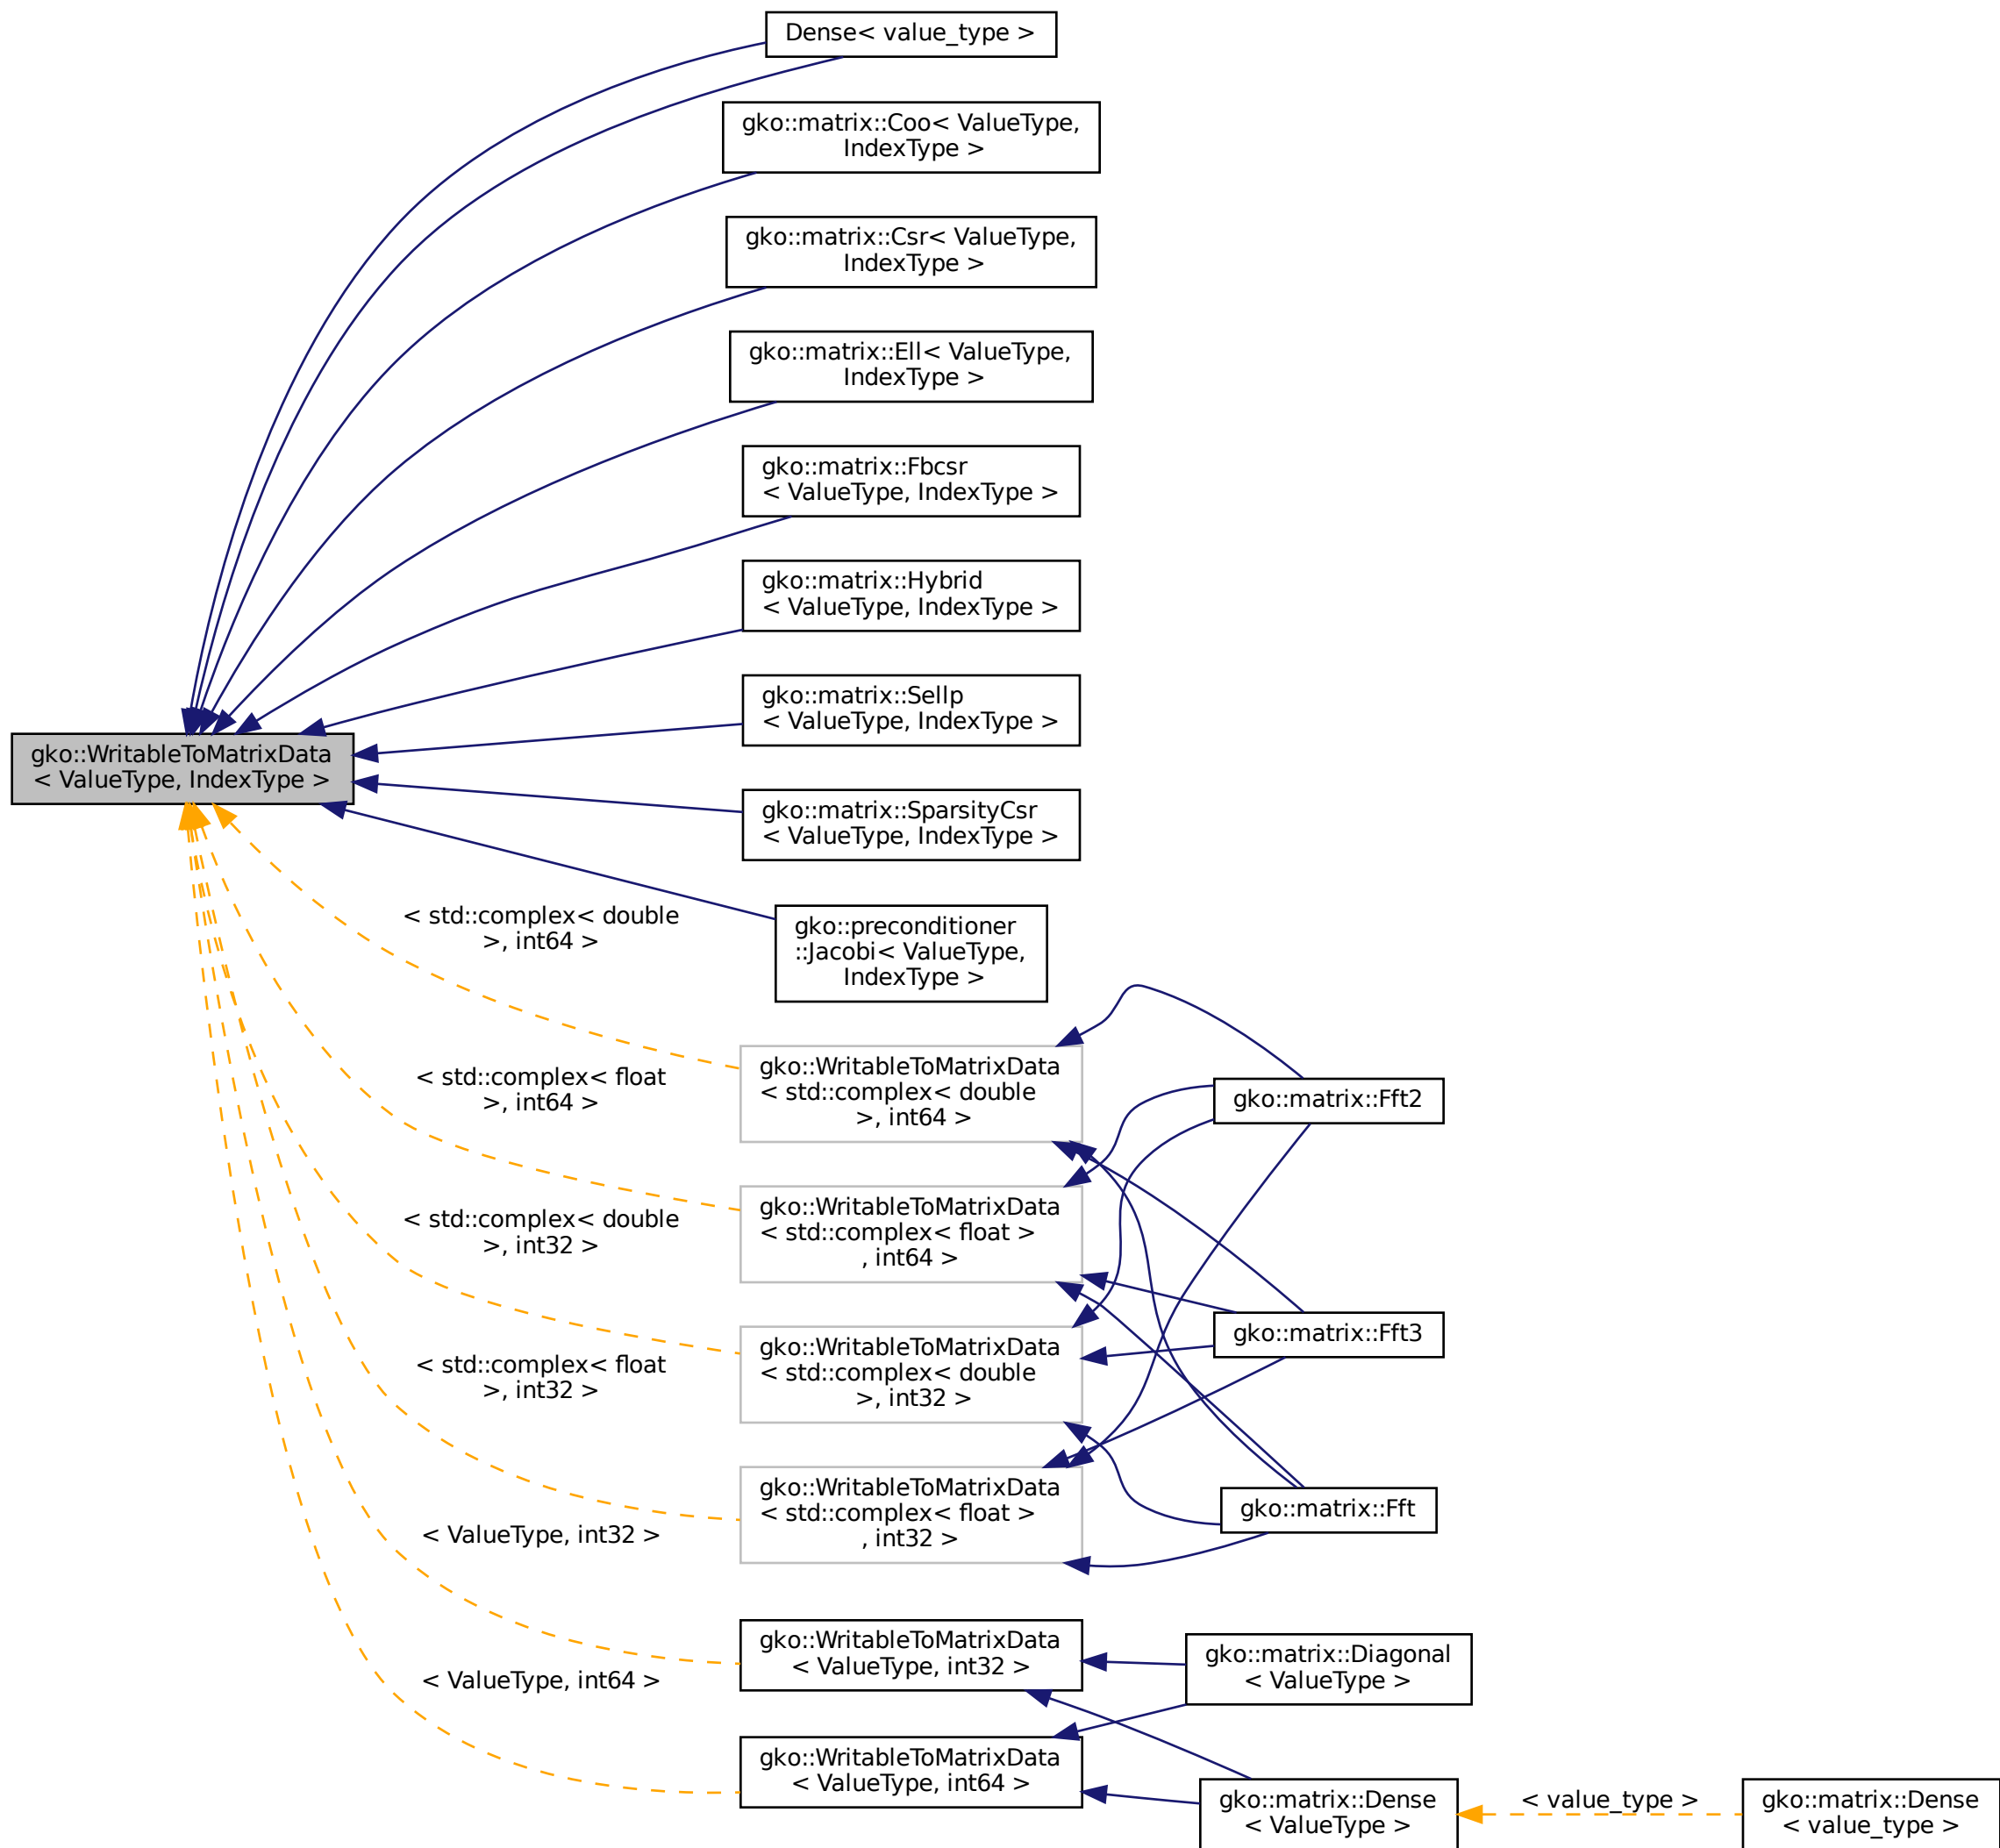 Dense< value_type >
gko::matrix::Coo< ValueType,
IndexType >
gko::matrix::Csr< ValueType,
IndexType >
gko::matrix::Ell< ValueType,
IndexType >
gko::matrix::Fbcsr
< ValueType, IndexType >
gko::matrix::Hybrid
< ValueType, IndexType >
gko::matrix::Sellp
< ValueType, IndexType >
gko::WritableToMatrixData
< ValueType, IndexType >
gko::matrix::SparsityCsr
< ValueType, IndexType >
gko::preconditioner
::Jacobi< ValueType,
IndexType >
< std::complex< double
>, int64 >
gko::WritableToMatrixData
< std::complex< double
>, int64 >
< std::complex< float
>, int64 >
gko::matrix::Fft2
gko::WritableToMatrixData
< std::complex< float >
, int64 >
< std::complex< double
>, int32 >
gko::matrix::Fft3
gko::WritableToMatrixData
< std::complex< double
>, int32 >
< std::complex< float
>, int32 >
gko::WritableToMatrixData
< std::complex< float >
, int32 >
gko::matrix::Fft
< ValueType, int32 >
gko::WritableToMatrixData
< ValueType, int32 >
gko::matrix::Diagonal
< ValueType >
< ValueType, int64 >
gko::WritableToMatrixData
< ValueType, int64 >
gko::matrix::Dense
< ValueType >
< value_type >
gko::matrix::Dense
< value_type >